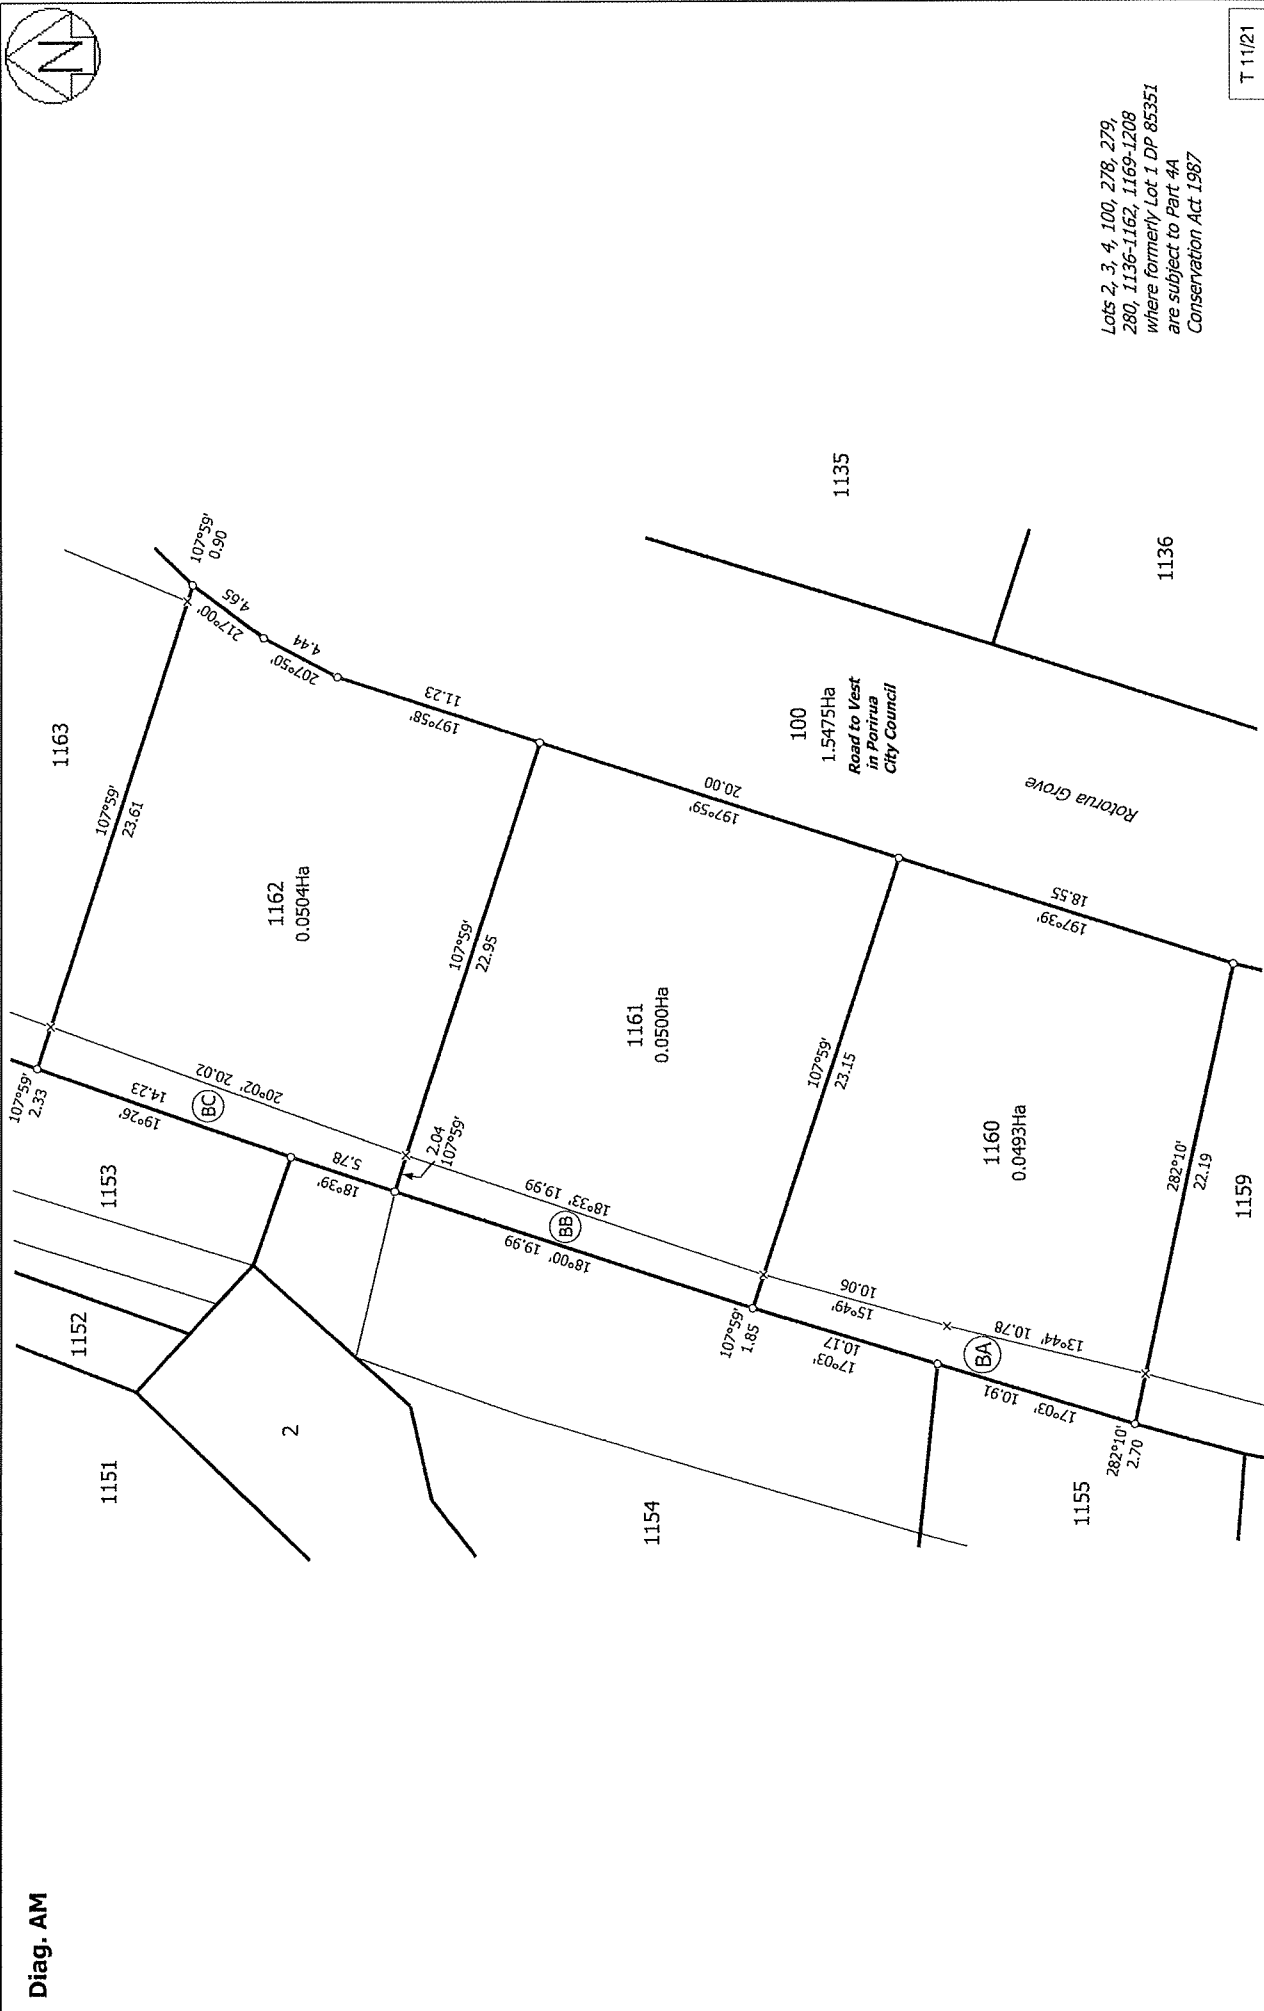 Diag. AM
N
1163
107°59'
0.90
107°59'
23.61
217°00'
4.65
207°50'
4.44
197°58'
11.23
107°59'
2.33
19°26'
14.23
BC
20°02' 20.02
1162
0.0504Ha
18°39'
5.78
2.04
107°59'
107°59'
22.95
1153
1152
1151
2
1154
1155
18°00' 19.99
BB
18°33' 19.99
1161
0.0500Ha
197°59'
20.00
107°59'
1.85
107°59'
23.15
17°03'
10.17
15°49'
10.06
BA
13°44' 10.78
17°03'
10.91
1160
0.0493Ha
197°39'
18.55
282°10'
2.70
282°10'
22.19
1159
100
1.5475Ha
Road to Vest
in Porirua
City Council
Rotorua Grove
1135
1136
Lots 2, 3, 4, 100, 278, 279,
280, 1136-1162, 1169-1208
where formerly Lot 1 DP 85351
are subject to Part 4A
Conservation Act 1987
T 11/21